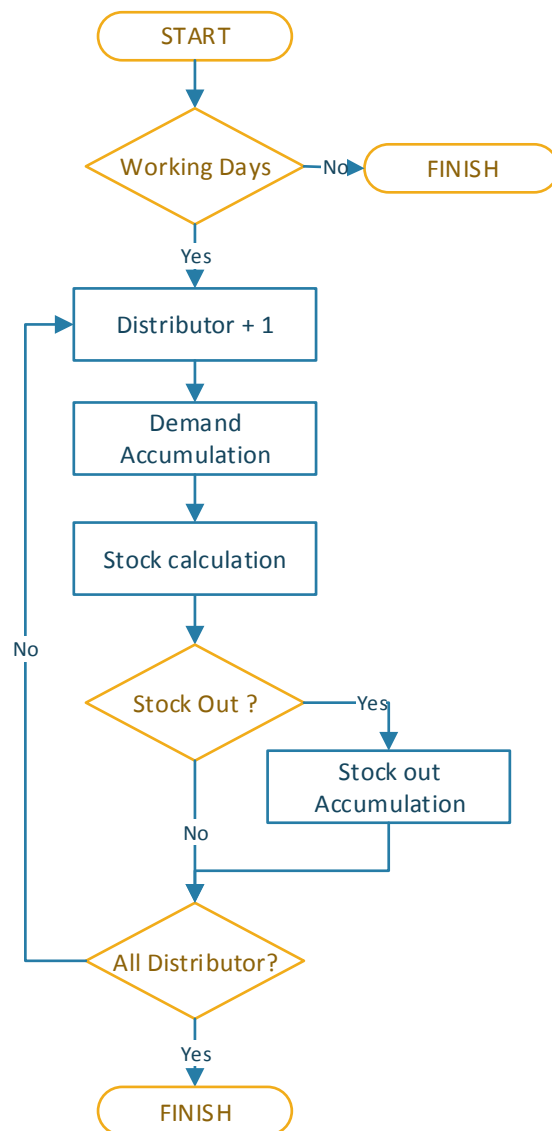 START
Working Days
No
FINISH
Yes
Distributor + 1
Demand
Accumulation
Stock calculation
No
Stock Out ?
Yes
Stock out
Accumulation
No
All Distributor?
Yes
FINISH